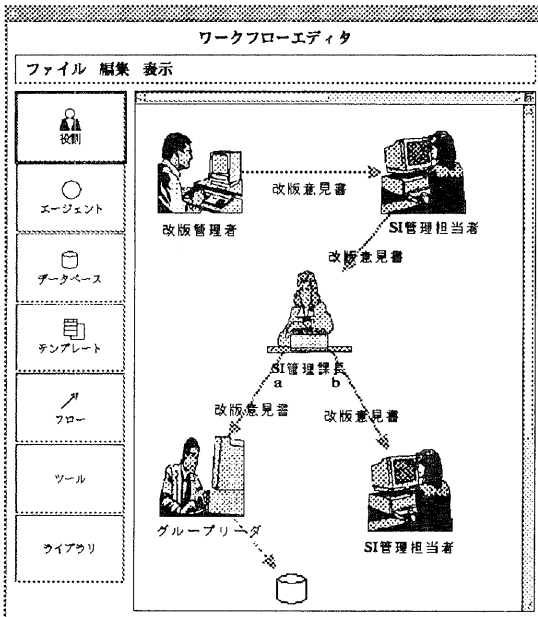 ワークフローエディタ
ファイル 編集 表示
役割
エージェント
データベース
テンプレート
フロー
ツール
ライブラリ
改版意見書
改版管理者
SI管理担当者
改版意見書
SI管理課長
a b
改版意見書
改版意見書
グループリーダ
SI管理担当者